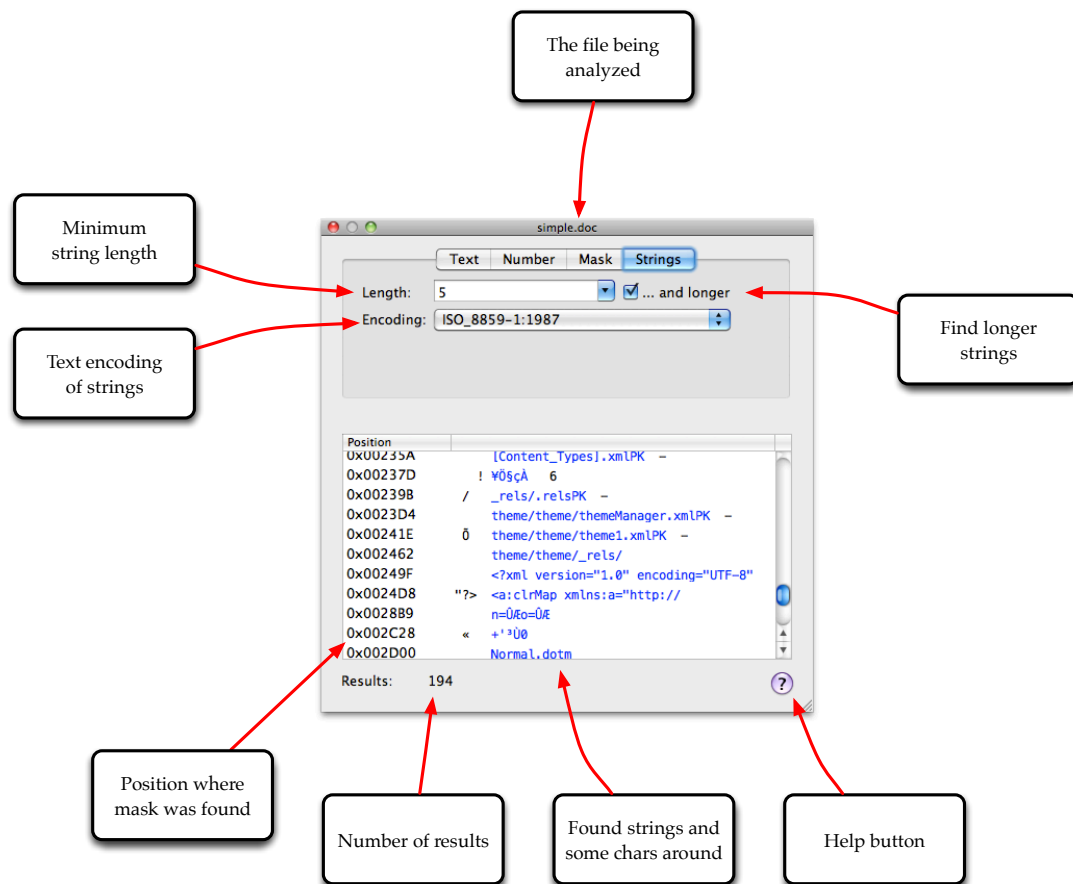 The file being
analyzed
Minimum
string length
simple.doc
Text Number Mask Strings
Length: 5 ... and longer
Encoding: ISO_8859-1:1987
Find longer
strings
Text encoding
of strings
Position
0x00235A [Content_Types].xmlPK –
0x00237D ! ¥Ö§çÀ 6
0x00239B / _rels/.relsPK –
0x0023D4 theme/theme/themeManager.xmlPK –
0x00241E Õ theme/theme/theme1.xmlPK –
0x002462 theme/theme/_rels/
0x00249F <?xml version="1.0" encoding="UTF-8"
0x0024D8 "?> <a:clrMap xmlns:a="http://
0x0028B9 n=ÛÆo=ÛÆ
0x002C28 « +'³Ù0
0x002D00 Normal.dotm
Results: 194 ?
Position where
mask was found
Number of results
Found strings and
some chars around
Help button